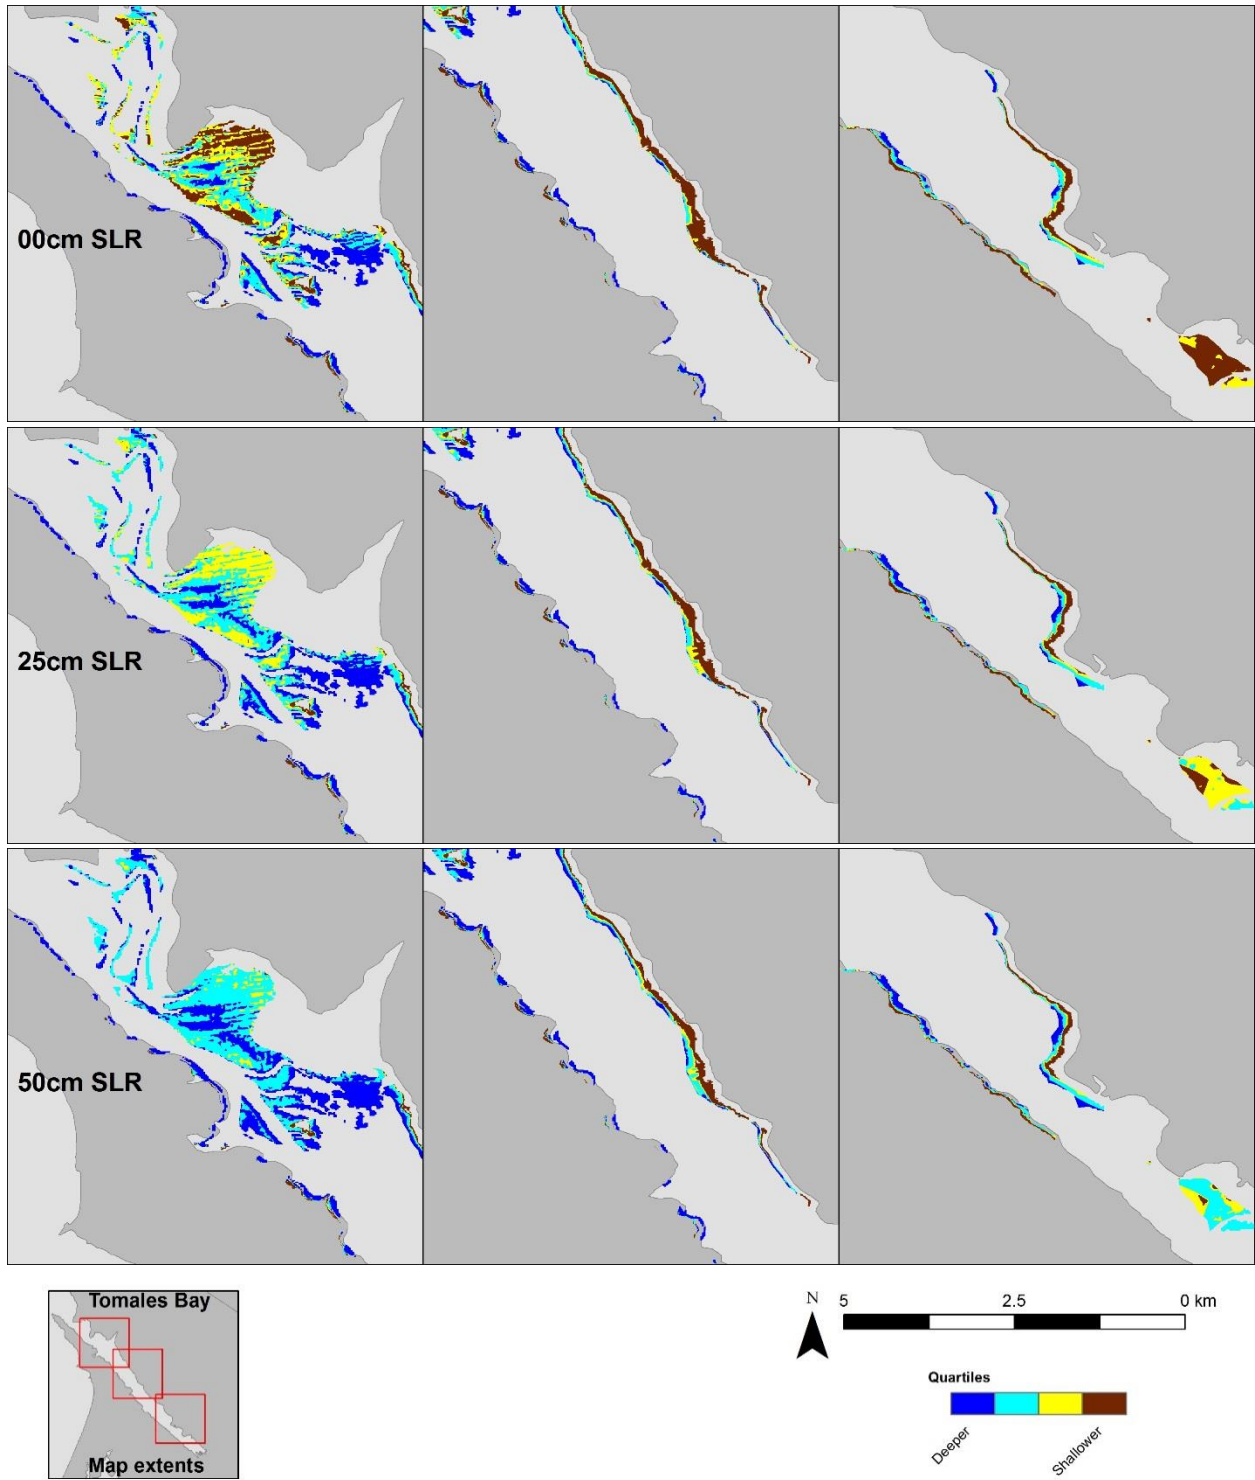 00cm SLR
25cm SLR
50cm SLR
Tomales Bay
Map extents
N
5 2.5 0 km
Quartiles
Deeper Shallower